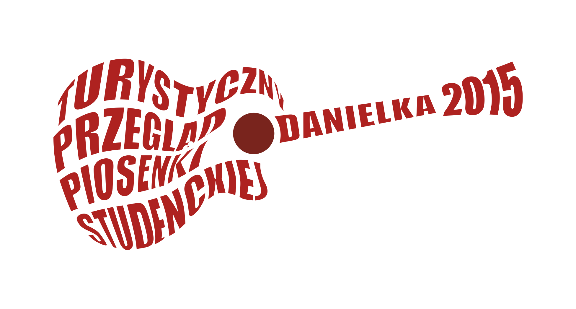 TURYSTYCZNY
PRZEGLĄD
PIOSENKI
STUDENCKIEJ
DANIELKA 2015